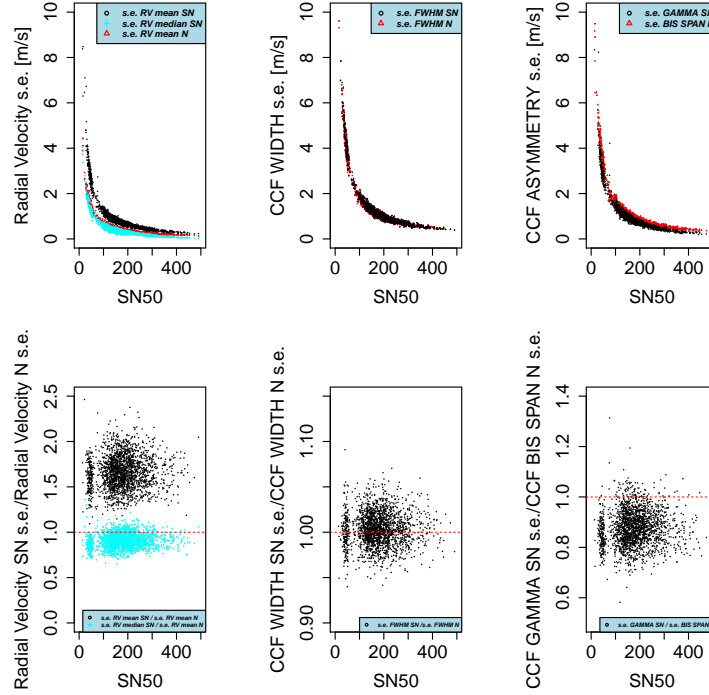 s.e. RV mean SN
s.e. RV median SN
s.e. RV mean N
Radial Velocity s.e. [m/s]
0 2 4 6 8 10
0 200 400
SN50
s.e. FWHM SN
s.e. FWHM N
CCF WIDTH s.e. [m/s]
0 2 4 6 8 10
0 200 400
SN50
s.e. GAMMA SN
s.e. BIS SPAN
CCF ASYMMETRY s.e. [m/s]
0 2 4 6 8 10
0 200 400
SN50
Radial Velocity SN s.e./Radial Velocity N s.e.
0.0 0.5 1.0 1.5 2.0 2.5
s.e. RV mean SN / s.e. RV mean N
s.e. RV median SN / s.e. RV mean N
0 200 400
SN50
CCF WIDTH SN s.e./CCF WIDTH N s.e.
0.90 1.00 1.10
s.e. FWHM SN /s.e. FWHM N
0 200 400
SN50
CCF GAMMA SN s.e./CCF BIS SPAN N s.e.
0.6 0.8 1.0 1.2 1.4
s.e. GAMMA SN / s.e. BIS SPAN
0 200 400
SN50